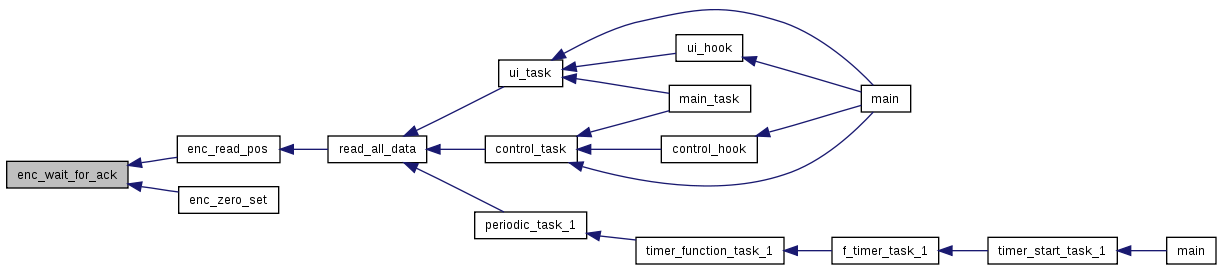 enc_wait_for_ack
enc_read_pos
enc_zero_set
read_all_data
ui_task
control_task
periodic_task_1
ui_hook
main_task
control_hook
main
timer_function_task_1
f_timer_task_1
timer_start_task_1
main